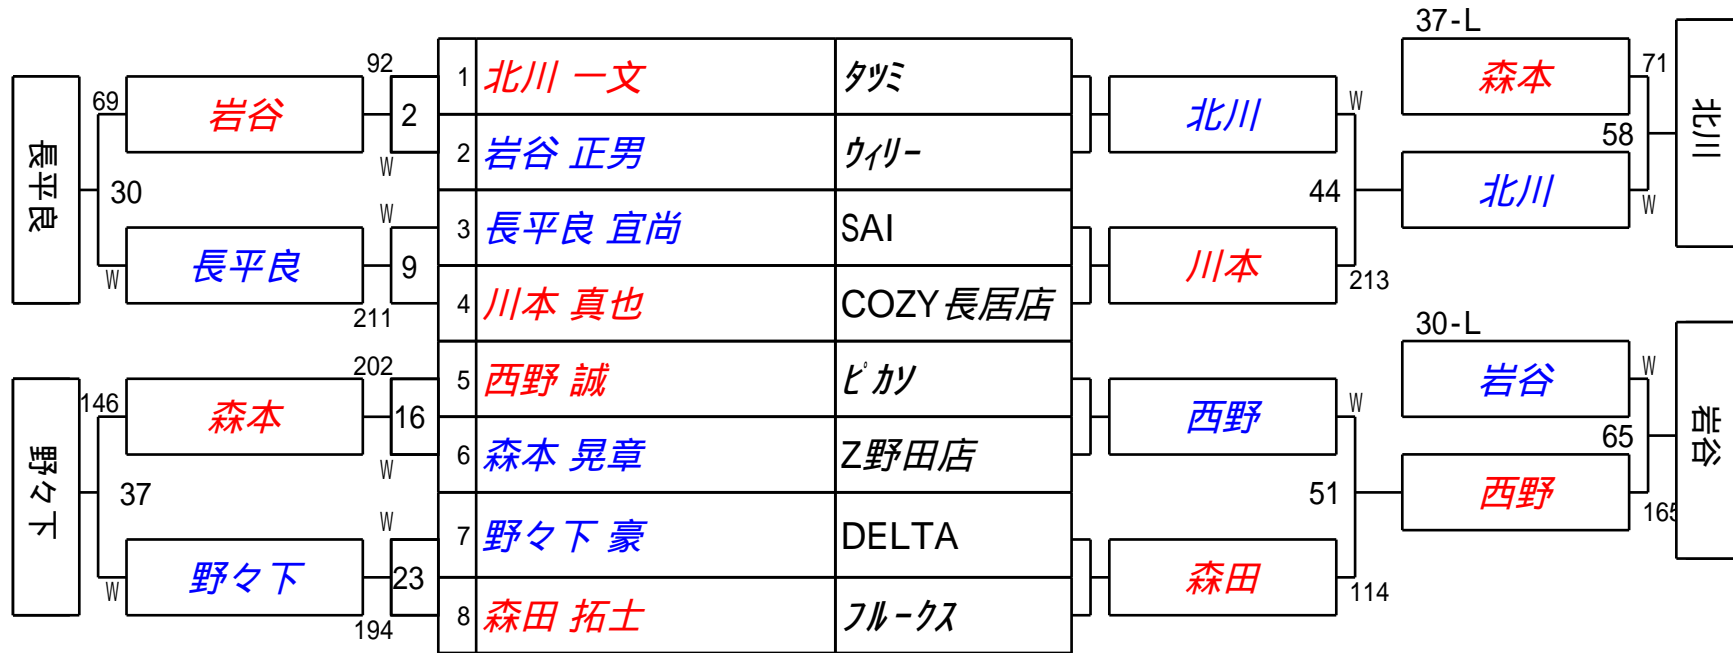 37-L
92
1 北川 一文 タツミ
71
69
岩谷
2
北川
W
森本
58
北川
2 岩谷 正男 ウィリー
W
長平良
30
44
北川
W
W
3 長平良 宜尚 SAI
長平良
9
川本
W
213
4 川本 真也 COZY長居店
211
30-L
202
5 西野 誠 ピカソ
146
森本
16
西野
W
岩谷
W
65
岩谷
6 森本 晃章 Z野田店
W
野々下
37
51
西野
165
W
7 野々下 豪 DELTA
野々下
23
森田
W
114
8 森田 拓士 フルークス
194